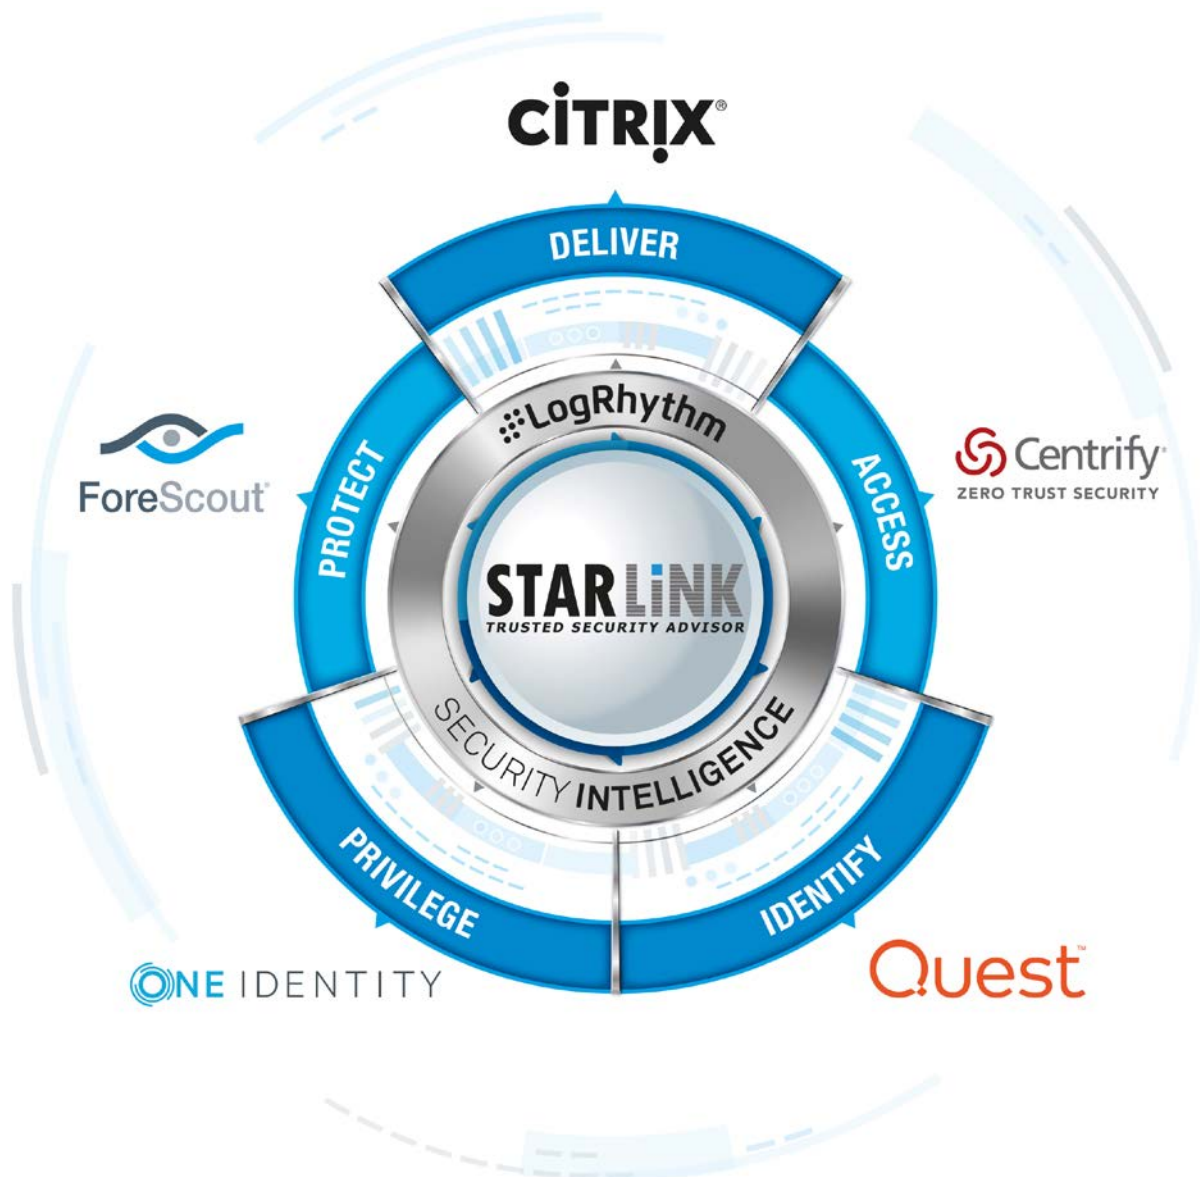 CiTRIX®
DELIVER
LogRhythm
ForeScout®
PROTECT
ACCESS
Centrify®
ZERO TRUST SECURITY
STARLiNK
TRUSTED SECURITY ADVISOR
SECURITY INTELLIGENCE
PRIVILEGE
IDENTIFY
ONE IDENTITY
Quest™